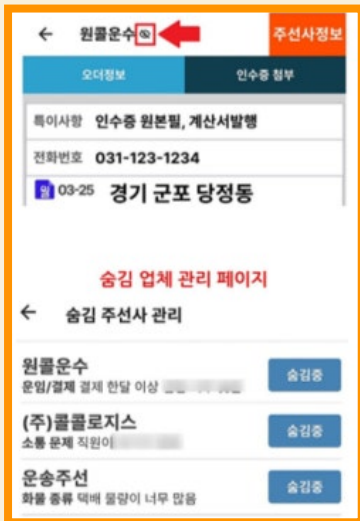 ← 원콜운수
주선사정보
오더정보
인수증 첨부
특이사항 인수증 원본필, 계산서발행
전화번호 031-123-1234
일 03-25 경기 군포 당정동
숨김 업체 관리 페이지
← 숨김 주선사 관리
원콜운수
운임/결제 결제 한달 이상
숨김중
(주)콜콜로지스
소통 문제 직원이
숨김중
운송주선
화물 종류 택배 물량이 너무 많음
숨김중